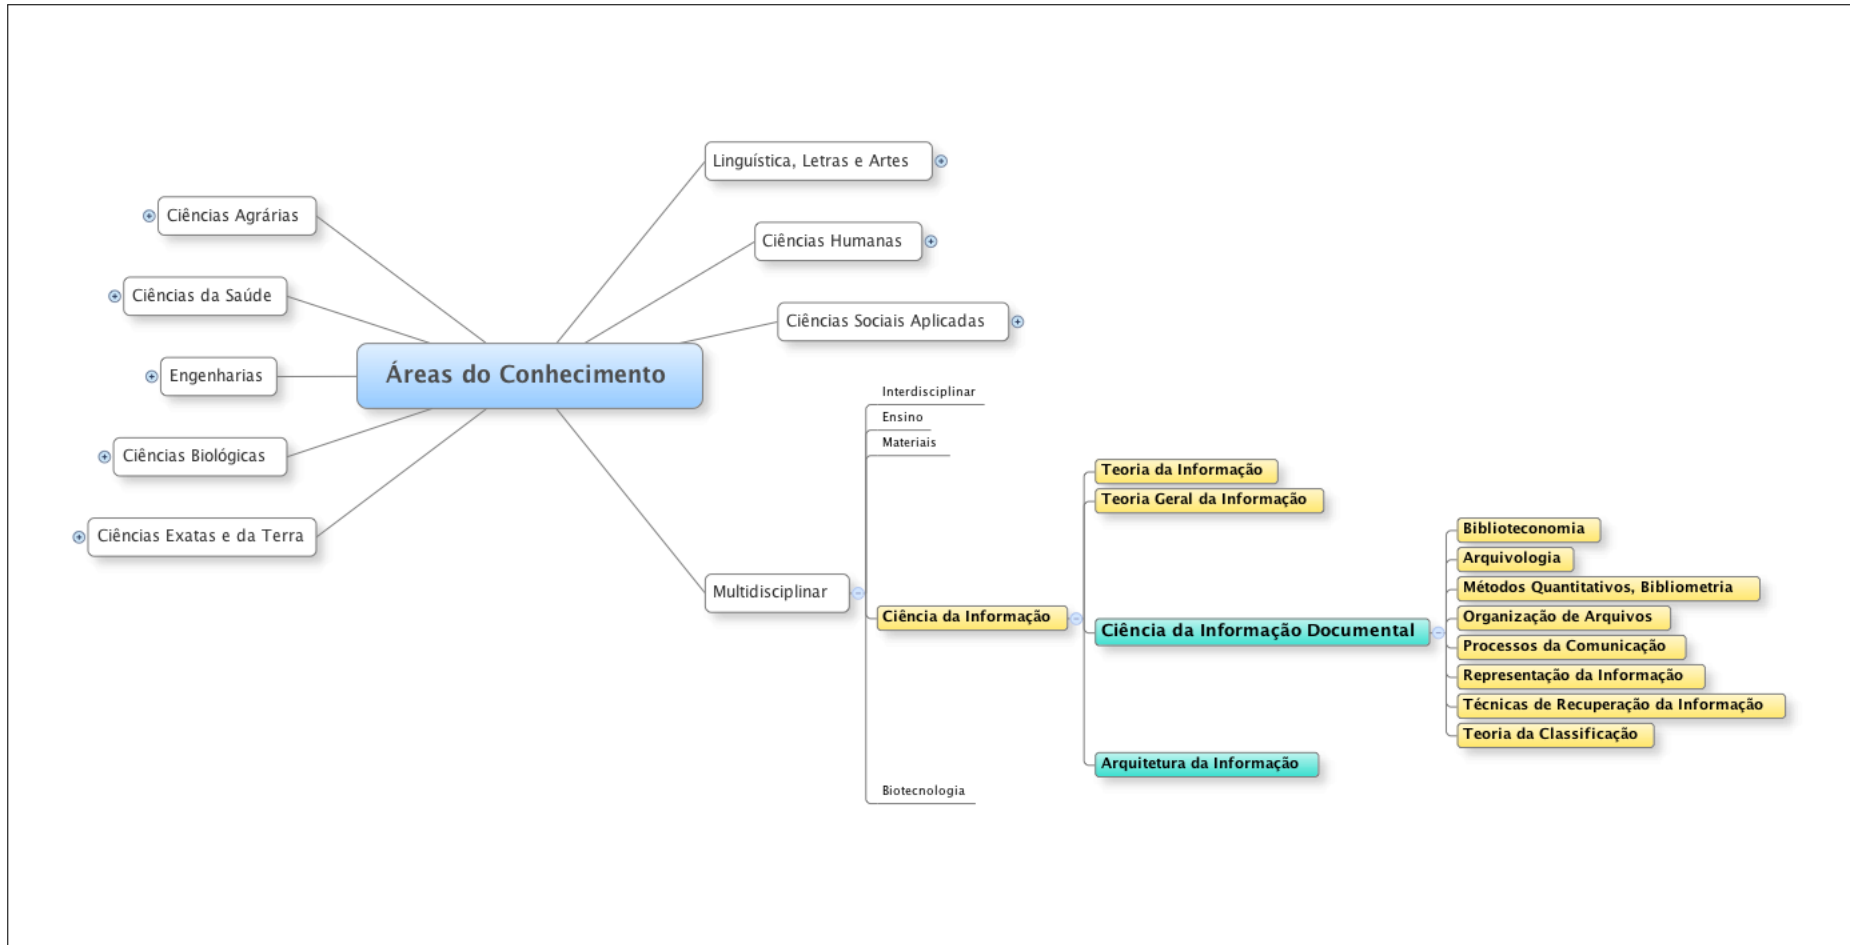 Linguística, Letras e Artes
Ciências Agrárias
Ciências Humanas
Ciências da Saúde
Ciências Sociais Aplicadas
Engenharias
Áreas do Conhecimento
Ciências Biológicas
Ciências Exatas e da Terra
Multidisciplinar
Interdisciplinar
Ensino
Materiais
Ciência da Informação
Biotecnologia
Teoria da Informação
Teoria Geral da Informação
Ciência da Informação Documental
Arquitetura da Informação
Biblioteconomia
Arquivologia
Métodos Quantitativos, Bibliometria
Organização de Arquivos
Processos da Comunicação
Representação da Informação
Técnicas de Recuperação da Informação
Teoria da Classificação